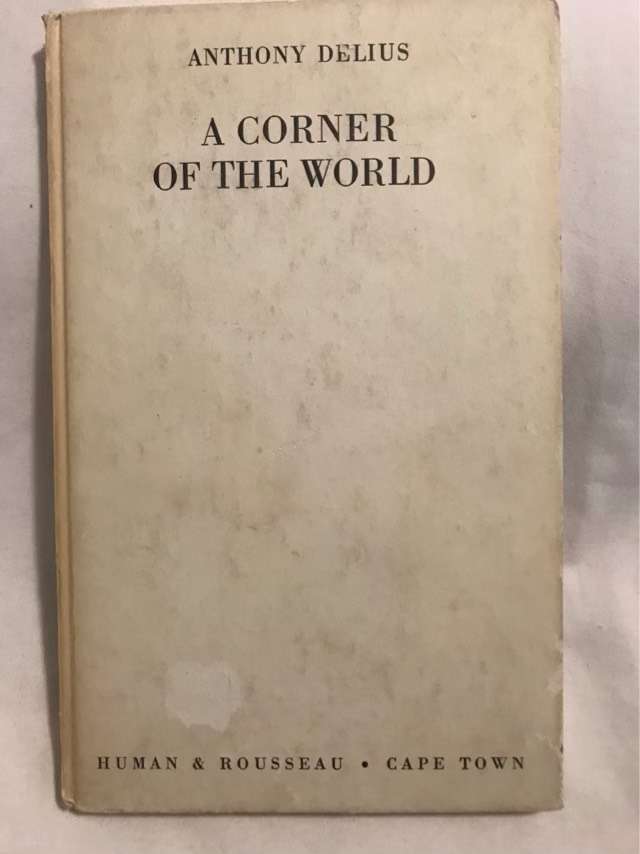 ANTHONY DELIUS
A CORNER
OF THE WORLD
HUMAN & ROUSSEAU • CAPE TOWN